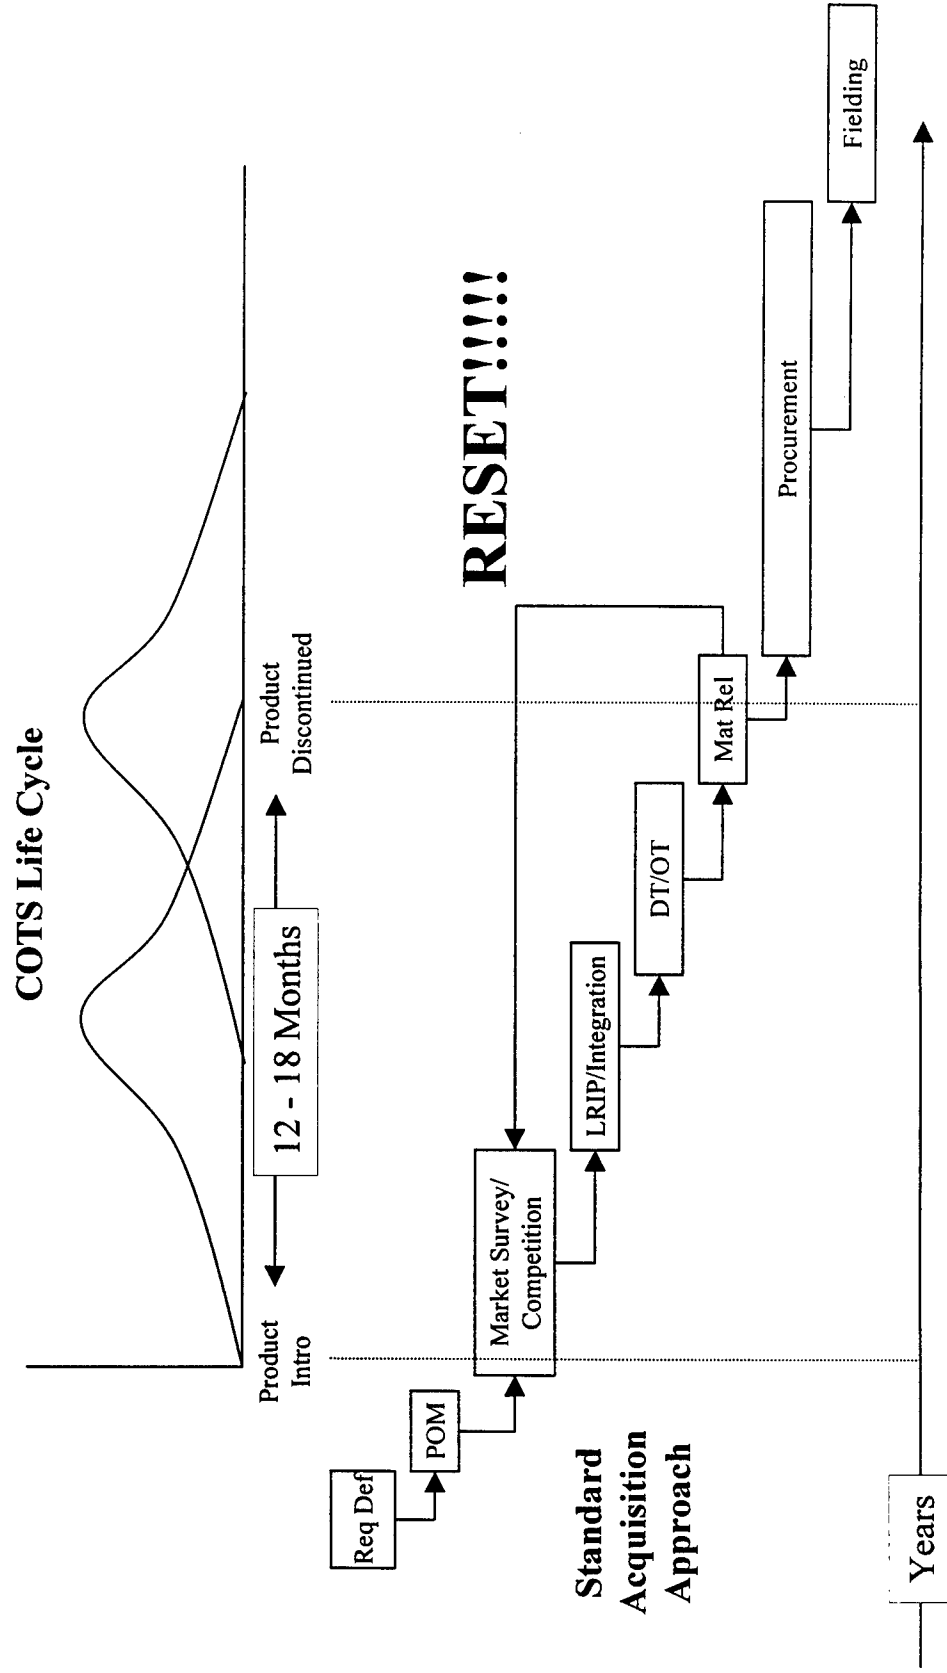 COTS Life Cycle
Product
Intro
12 - 18 Months
Product
Discontinued
Req Def
POM
Market Survey/
Competition
RESET!!!!!
LRIP/Integration
DT/OT
Mat Rel
Procurement
Fielding
Standard
Acquisition
Approach
Years